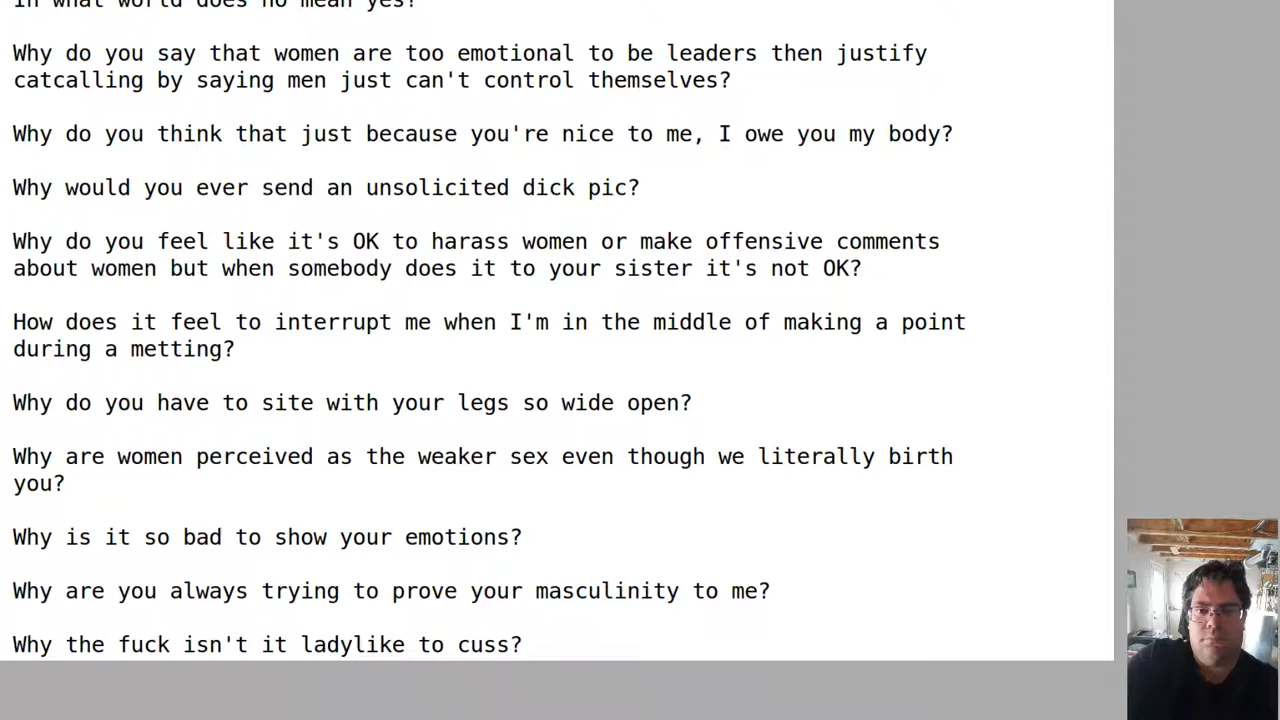 In what world does no mean yes?
Why do you say that women are too emotional to be leaders then justify
catcalling by saying men just can't control themselves?
Why do you think that just because you're nice to me, I owe you my body?
Why would you ever send an unsolicited dick pic?
Why do you feel like it's OK to harass women or make offensive comments
about women but when somebody does it to your sister it's not OK?
How does it feel to interrupt me when I'm in the middle of making a point
during a metting?
Why do you have to site with your legs so wide open?
Why are women perceived as the weaker sex even though we literally birth
you?
Why is it so bad to show your emotions?
Why are you always trying to prove your masculinity to me?
Why the fuck isn't it ladylike to cuss?